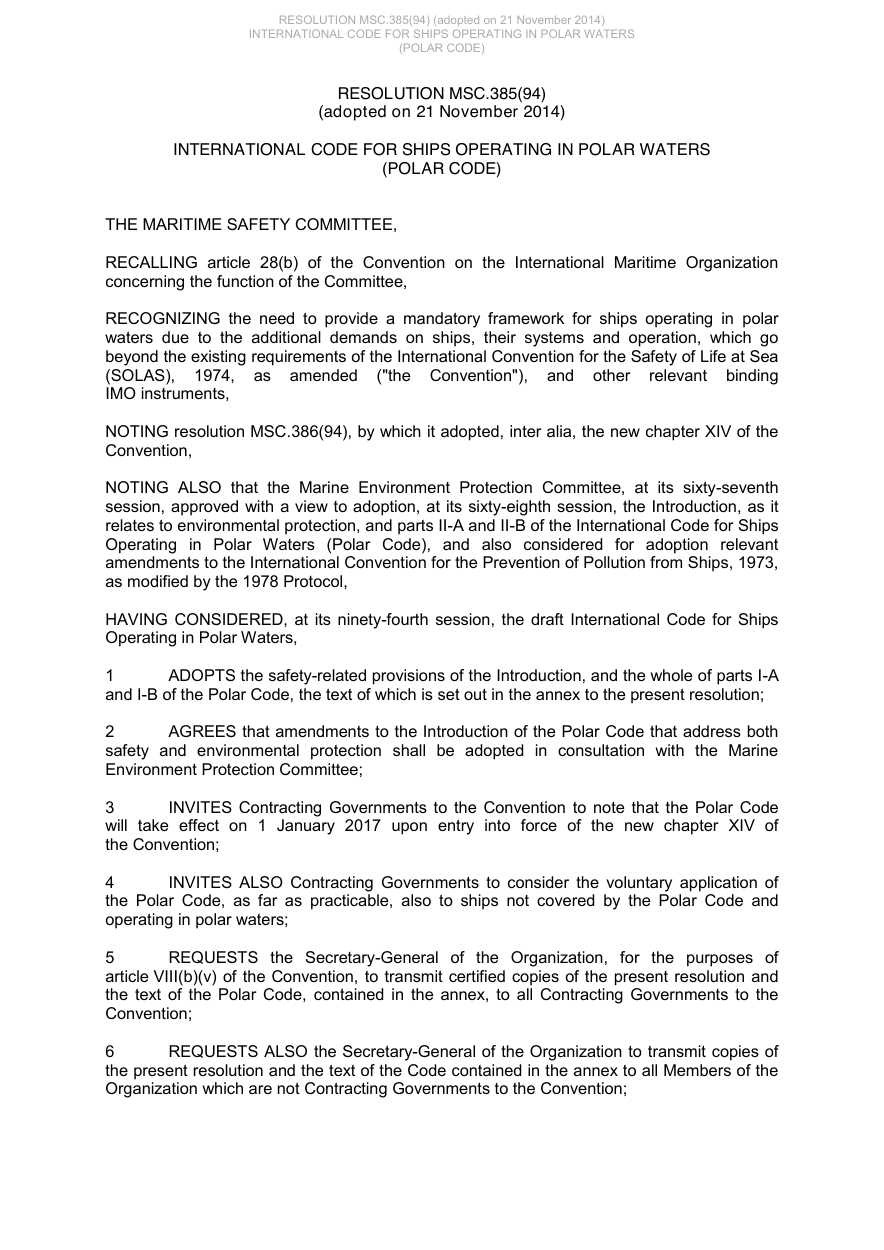 RESOLUTION MSC.385(94) (adopted on 21 November 2014)
INTERNATIONAL CODE FOR SHIPS OPERATING IN POLAR WATERS
(POLAR CODE)
RESOLUTION MSC.385(94)
(adopted on 21 November 2014)
INTERNATIONAL CODE FOR SHIPS OPERATING IN POLAR WATERS
(POLAR CODE)
THE MARITIME SAFETY COMMITTEE,
RECALLING article 28(b) of the Convention on the International Maritime Organization
concerning the function of the Committee,
RECOGNIZING the need to provide a mandatory framework for ships operating in polar
waters due to the additional demands on ships, their systems and operation, which go
beyond the existing requirements of the International Convention for the Safety of Life at Sea
(SOLAS), 1974, as amended ("the Convention"), and other relevant binding
IMO instruments,
NOTING resolution MSC.386(94), by which it adopted, inter alia, the new chapter XIV of the
Convention,
NOTING ALSO that the Marine Environment Protection Committee, at its sixty-seventh
session, approved with a view to adoption, at its sixty-eighth session, the Introduction, as it
relates to environmental protection, and parts II-A and II-B of the International Code for Ships
Operating in Polar Waters (Polar Code), and also considered for adoption relevant
amendments to the International Convention for the Prevention of Pollution from Ships, 1973,
as modified by the 1978 Protocol,
HAVING CONSIDERED, at its ninety-fourth session, the draft International Code for Ships
Operating in Polar Waters,
1 ADOPTS the safety-related provisions of the Introduction, and the whole of parts I-A
and I-B of the Polar Code, the text of which is set out in the annex to the present resolution;
2 AGREES that amendments to the Introduction of the Polar Code that address both
safety and environmental protection shall be adopted in consultation with the Marine
Environment Protection Committee;
3 INVITES Contracting Governments to the Convention to note that the Polar Code
will take effect on 1 January 2017 upon entry into force of the new chapter XIV of
the Convention;
4 INVITES ALSO Contracting Governments to consider the voluntary application of
the Polar Code, as far as practicable, also to ships not covered by the Polar Code and
operating in polar waters;
5 REQUESTS the Secretary-General of the Organization, for the purposes of
article VIII(b)(v) of the Convention, to transmit certified copies of the present resolution and
the text of the Polar Code, contained in the annex, to all Contracting Governments to the
Convention;
6 REQUESTS ALSO the Secretary-General of the Organization to transmit copies of
the present resolution and the text of the Code contained in the annex to all Members of the
Organization which are not Contracting Governments to the Convention;